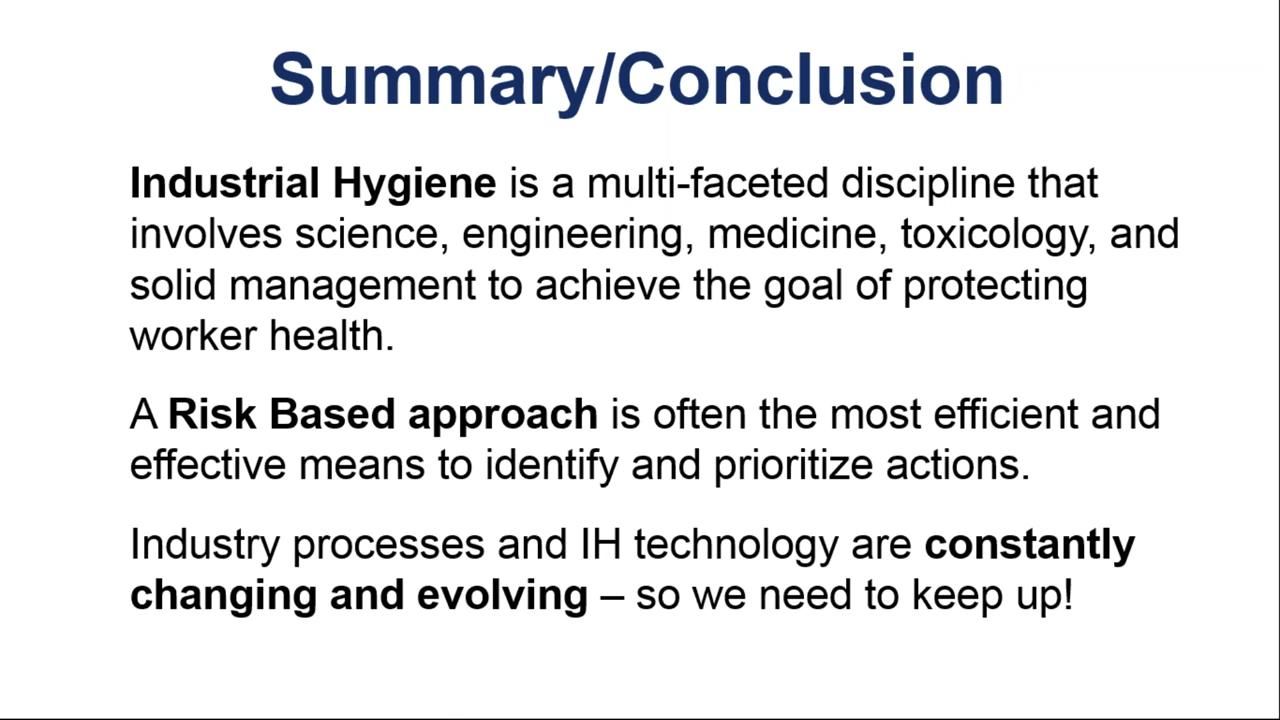 Summary/Conclusion
Industrial Hygiene is a multi-faceted discipline that
involves science, engineering, medicine, toxicology, and
solid management to achieve the goal of protecting
worker health.
A Risk Based approach is often the most efficient and
effective means to identify and prioritize actions.
Industry processes and IH technology are constantly
changing and evolving – so we need to keep up!